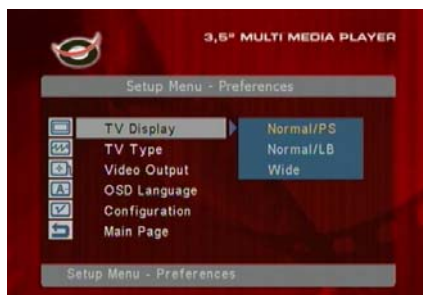 3,5" MULTI MEDIA PLAYER
Setup Menu - Preferences
TV Display
Normal/PS
TV Type
Normal/LB
Video Output
Wide
OSD Language
Configuration
Main Page
Setup Menu - Preferences